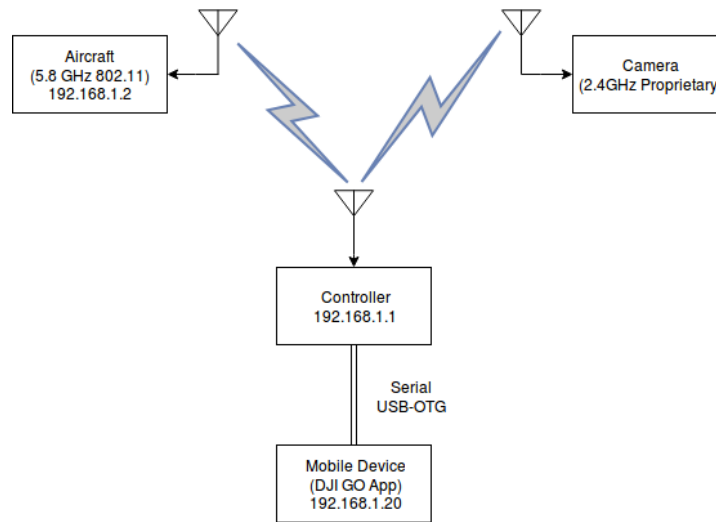 Aircraft
(5.8 GHz 802.11)
192.168.1.2
Camera
(2.4GHz Proprietary)
Controller
192.168.1.1
Serial
USB-OTG
Mobile Device
(DJI GO App)
192.168.1.20